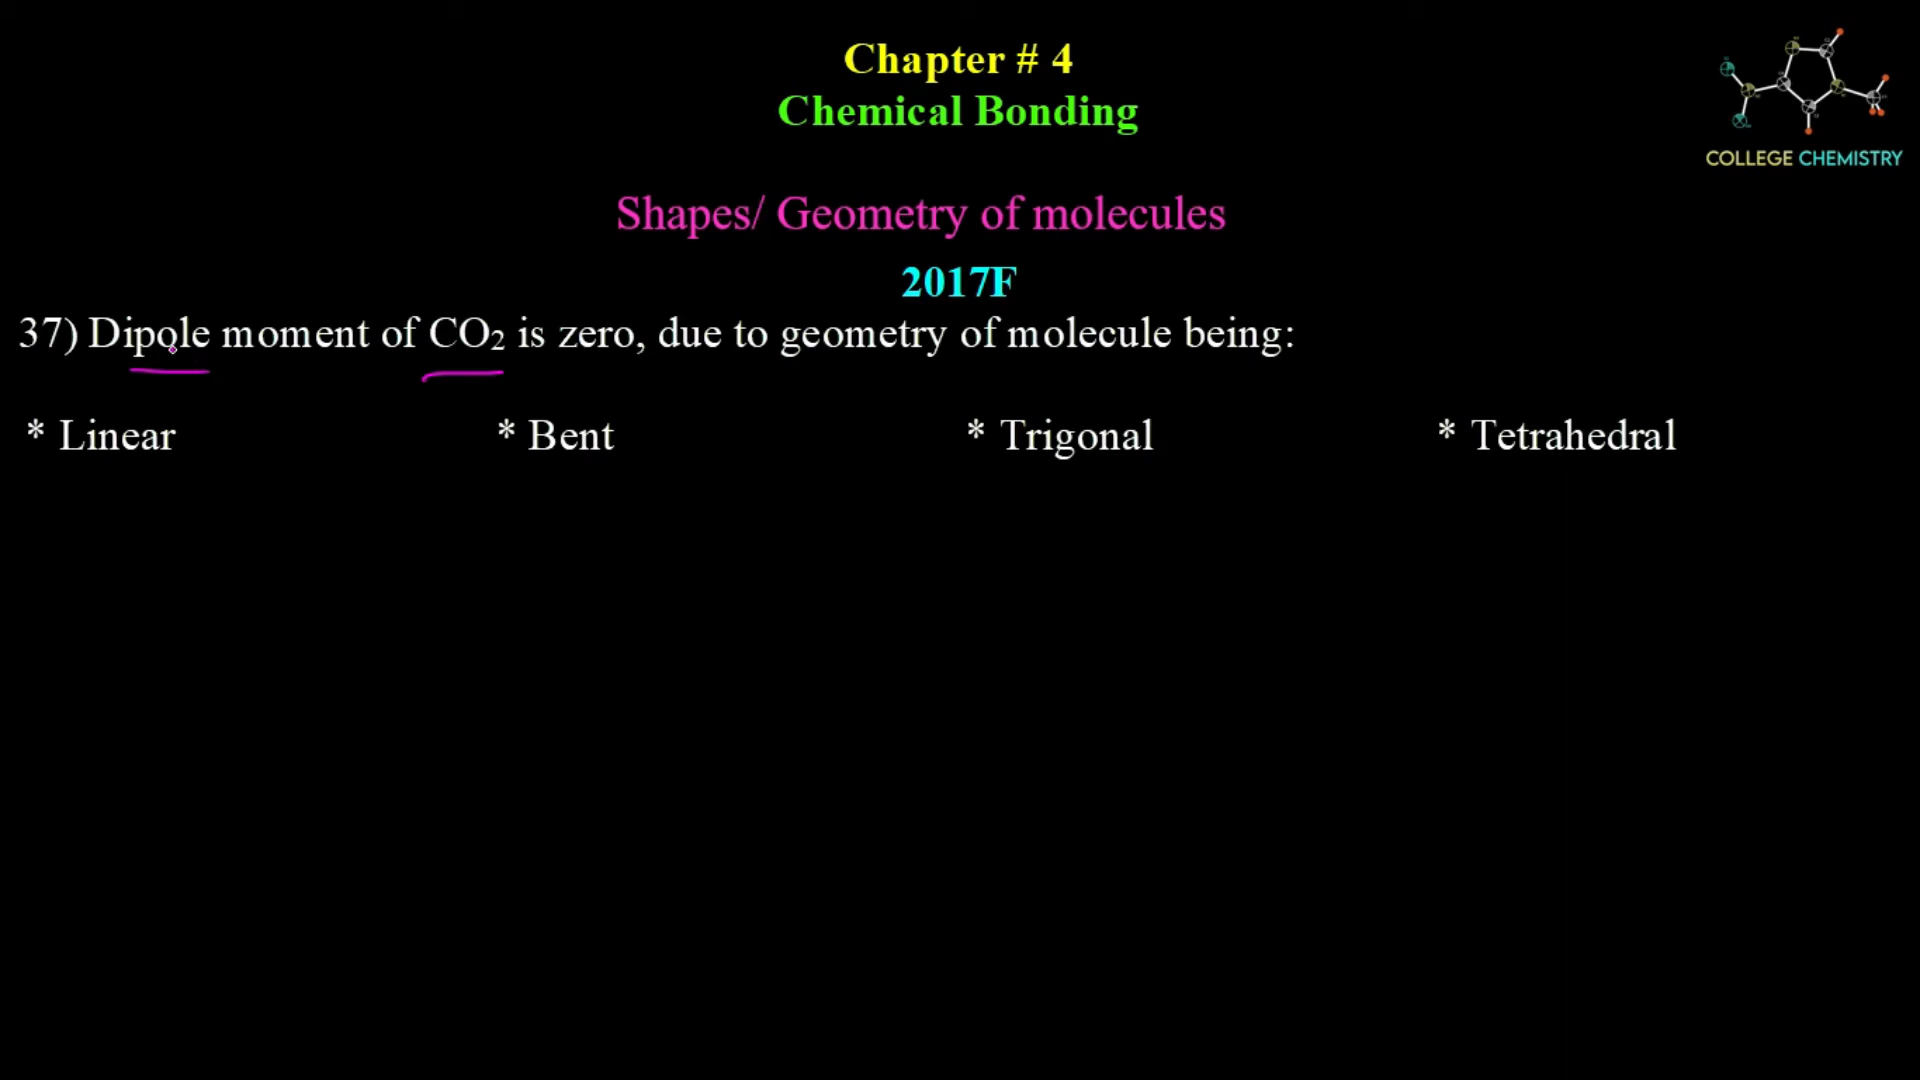 Chapter # 4
Chemical Bonding
COLLEGE CHEMISTRY
Shapes/ Geometry of molecules
2017F
37) Dipole moment of CO₂ is zero, due to geometry of molecule being:
* Linear * Bent * Trigonal * Tetrahedral